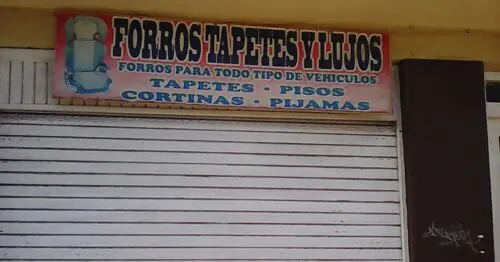 FORROS TAPETES Y LUJOS
FORROS PARA TODO TIPO DE VEHICULOS
TAPETES · PISOS
CORTINAS · PIJAMAS